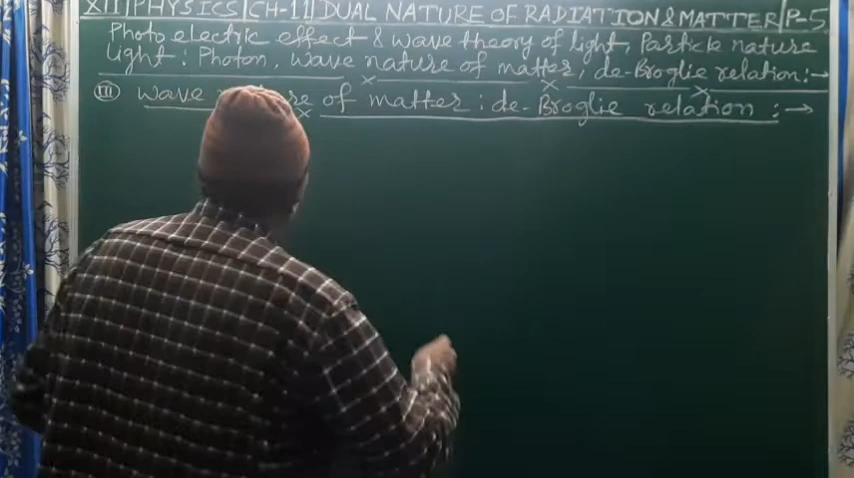 XII | PHYSICS | CH-11 | DUAL NATURE OF RADIATION & MATTER | P-5
Photo electric effect & wave theory of light, Particle nature
light : Photon, wave nature of matter, de-Broglie relation :→
(III) wave of matter : de-Broglie relation :→